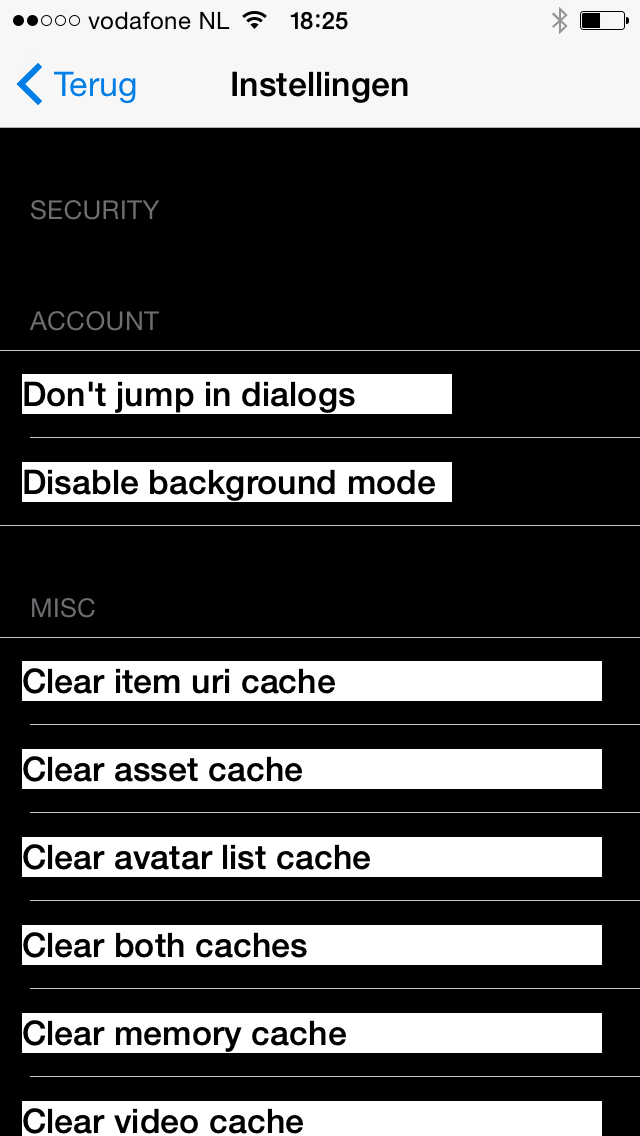 vodafone NL 18:25
Terug Instellingen
SECURITY
ACCOUNT
Don't jump in dialogs
Disable background mode
MISC
Clear item uri cache
Clear asset cache
Clear avatar list cache
Clear both caches
Clear memory cache
Clear video cache